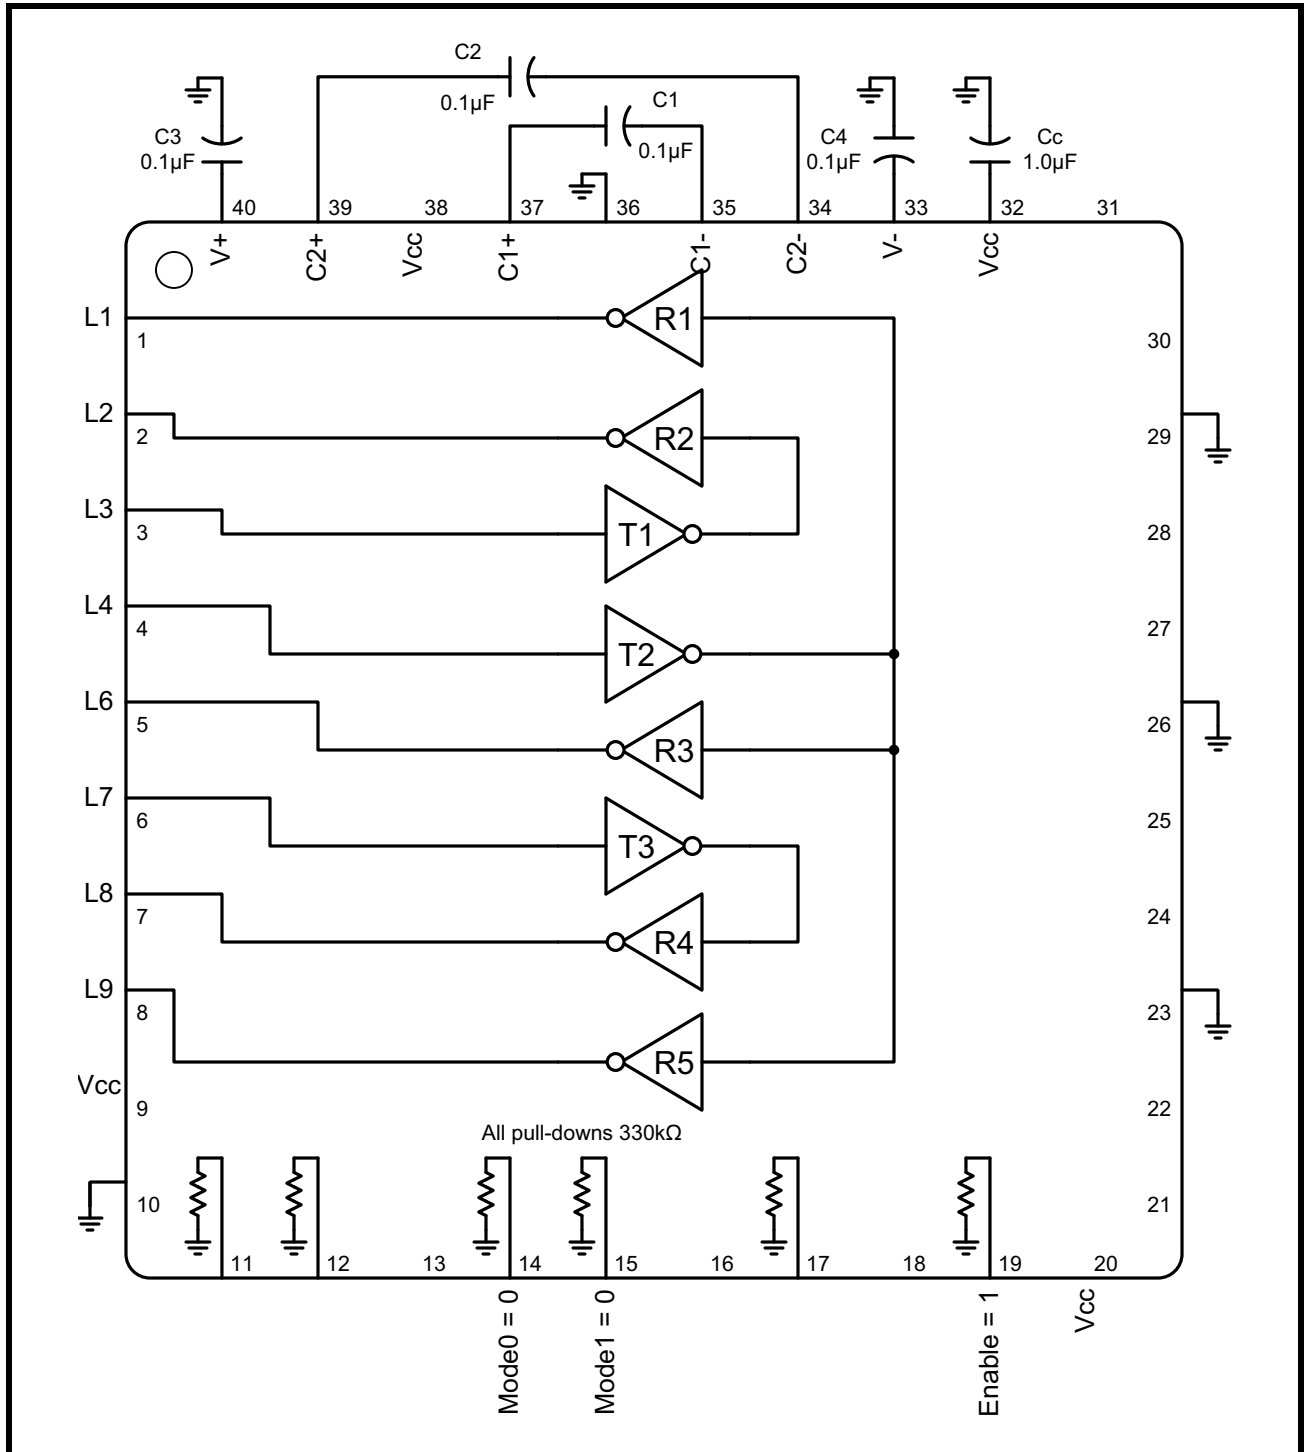 C2
0.1µF
C1
0.1µF
C3
0.1µF
C4
0.1µF
Cc
1.0µF
40
39
38
37
36
35
34
33
32
31
V+
C2+
Vcc
C1+
C1-
C2-
V-
Vcc
L1
1
R1
30
L2
2
R2
29
L3
3
T1
28
L4
4
T2
27
L6
5
R3
26
L7
6
T3
25
L8
7
R4
24
L9
8
R5
23
Vcc
9
22
All pull-downs 330kΩ
10
21
11
12
13
14
15
16
17
18
19
20
Mode0 = 0
Mode1 = 0
Enable = 1
Vcc